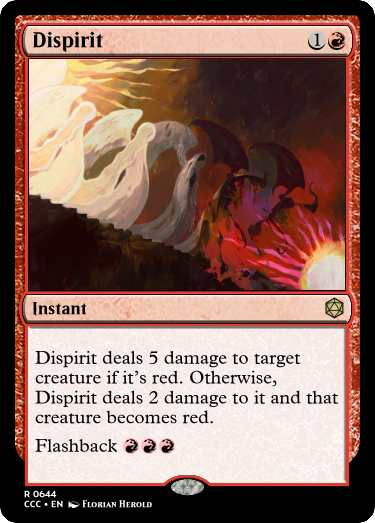 Dispirit 1
Instant
Dispirit deals 5 damage to target
creature if it's red. Otherwise,
Dispirit deals 2 damage to it and that
creature becomes red.
Flashback
R 0644
CCC • EN Florian Herold